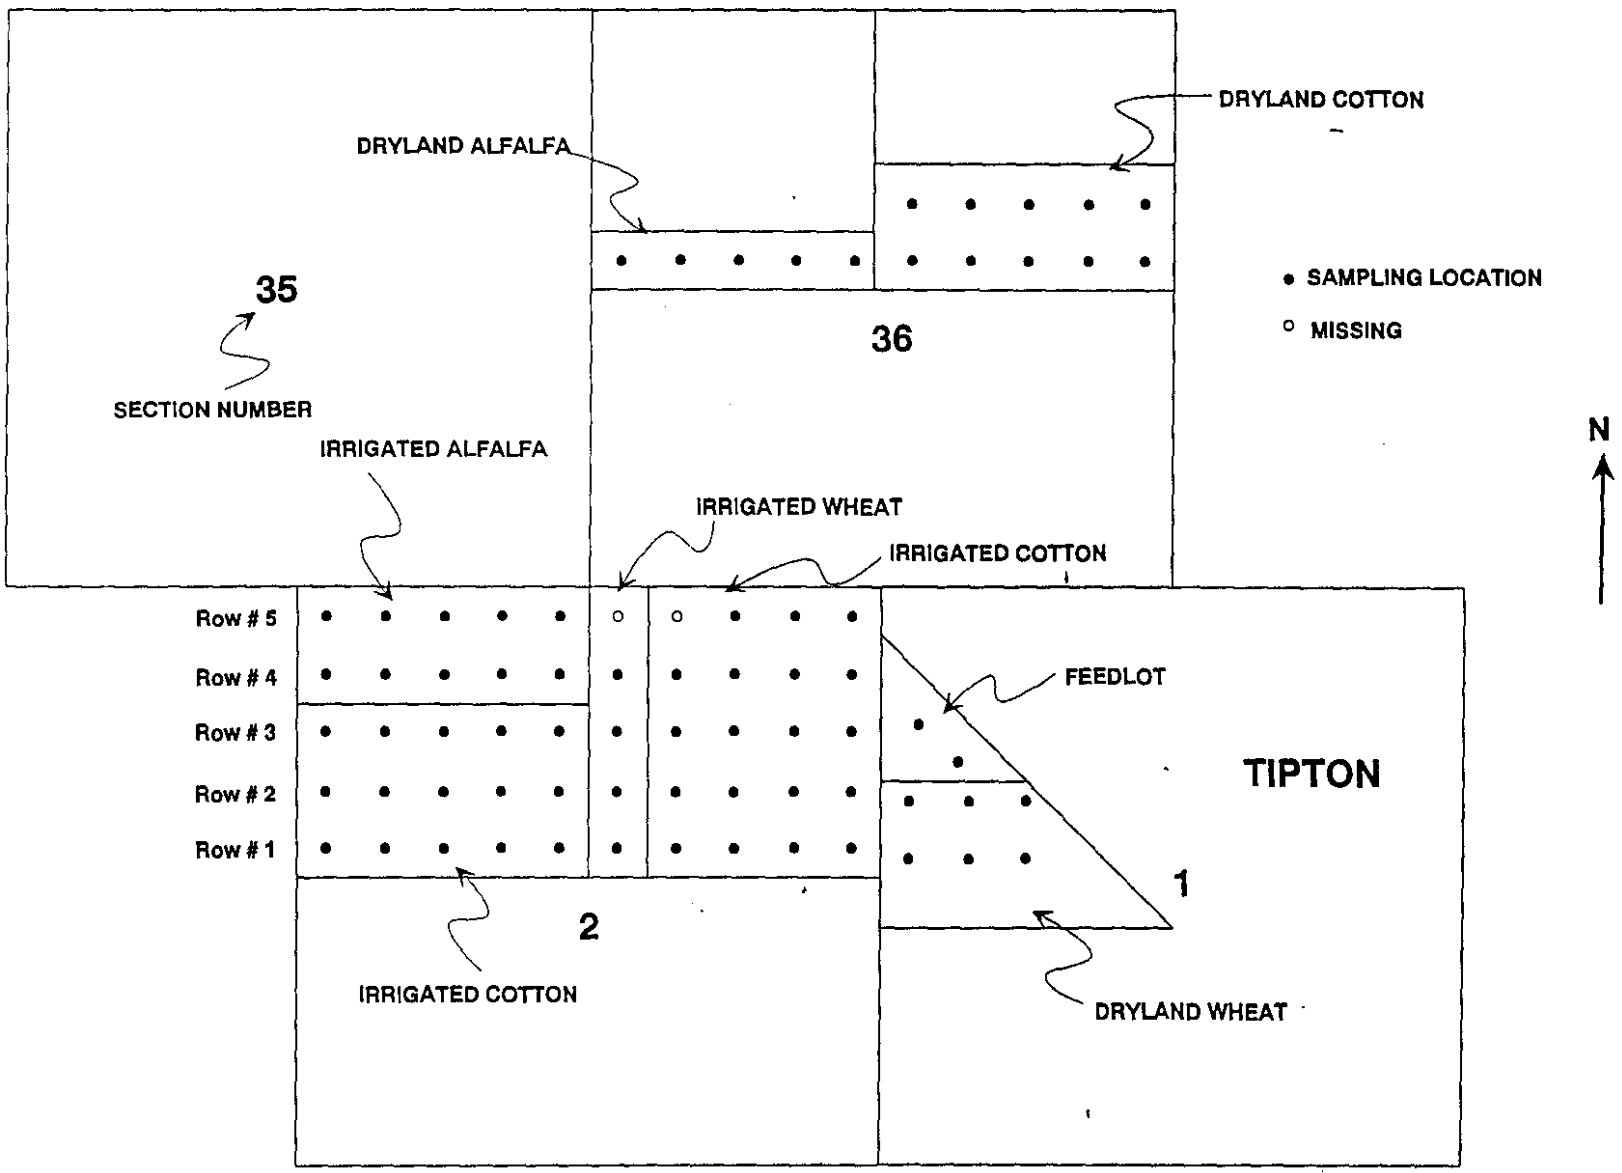 DRYLAND COTTON
DRYLAND ALFALFA
35
● SAMPLING LOCATION
○ MISSING
36
SECTION NUMBER
N
IRRIGATED ALFALFA
IRRIGATED WHEAT
IRRIGATED COTTON
Row # 5
Row # 4
FEEDLOT
Row # 3
TIPTON
Row # 2
Row # 1
1
2
IRRIGATED COTTON
DRYLAND WHEAT